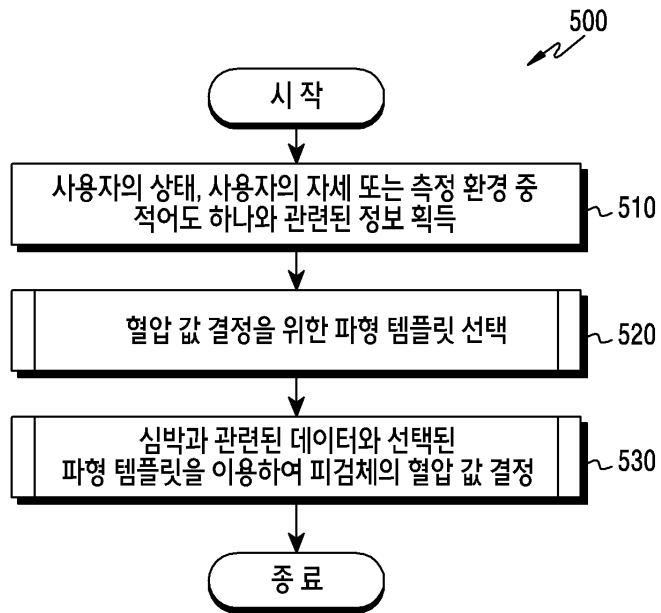 500
시 작
사용자의 상태, 사용자의 자세 또는 측정 환경 중
적어도 하나와 관련된 정보 획득
510
혈압 값 결정을 위한 파형 템플릿 선택
520
심박과 관련된 데이터와 선택된
파형 템플릿을 이용하여 피검체의 혈압 값 결정
530
종 료